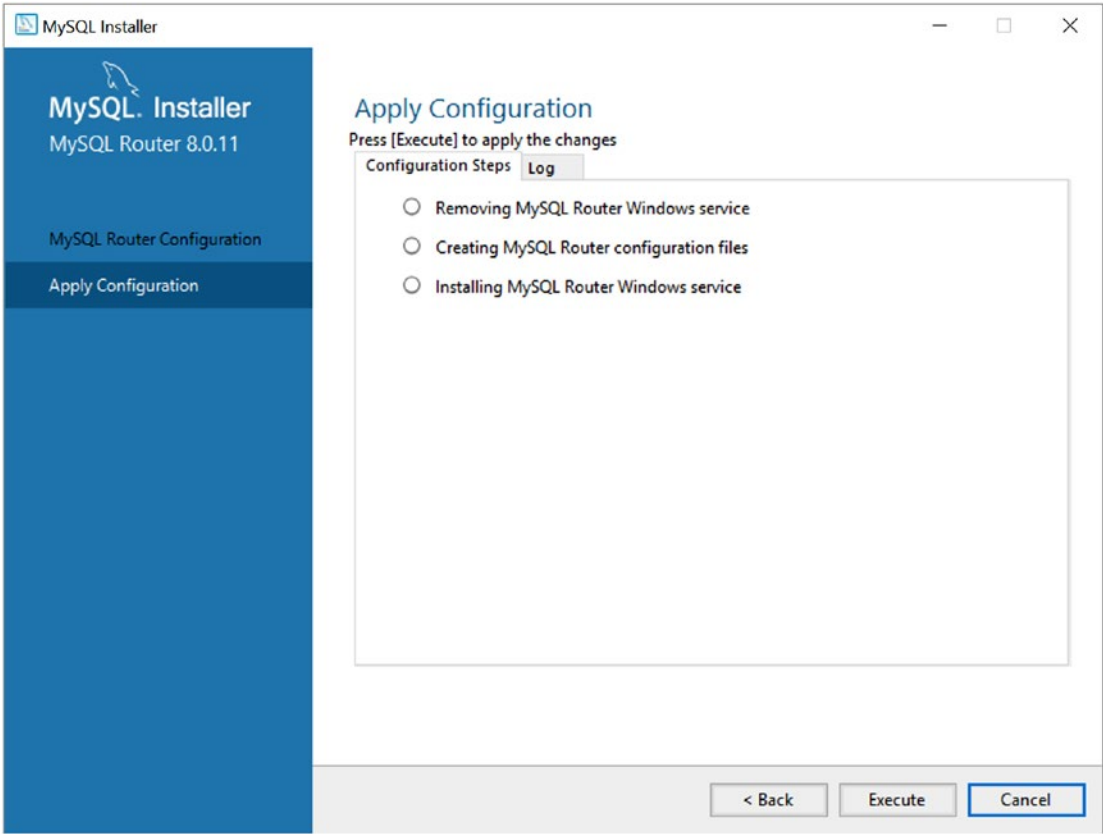 MySQL Installer
MySQL. Installer
MySQL Router 8.0.11
MySQL Router Configuration
Apply Configuration
Apply Configuration
Press [Execute] to apply the changes
Configuration Steps Log
Removing MySQL Router Windows service
Creating MySQL Router configuration files
Installing MySQL Router Windows service
< Back Execute Cancel